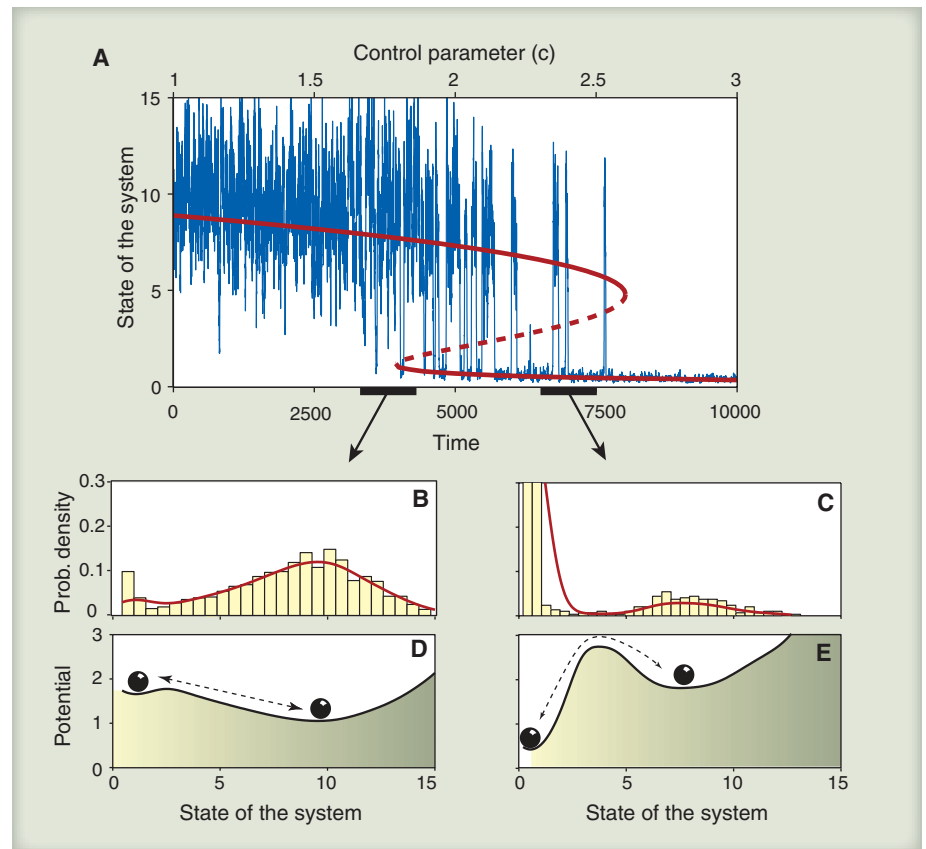 A
Control parameter (c)
1 1.5 2 2.5 3
15
10
5
0
State of the system
0 2500 5000 7500 10000
Time
B
0.3
0.2
0.1
0
Prob. density
C
D
3
2
1
0
Potential
0 5 10 15
State of the system
E
0 5 10 15
State of the system